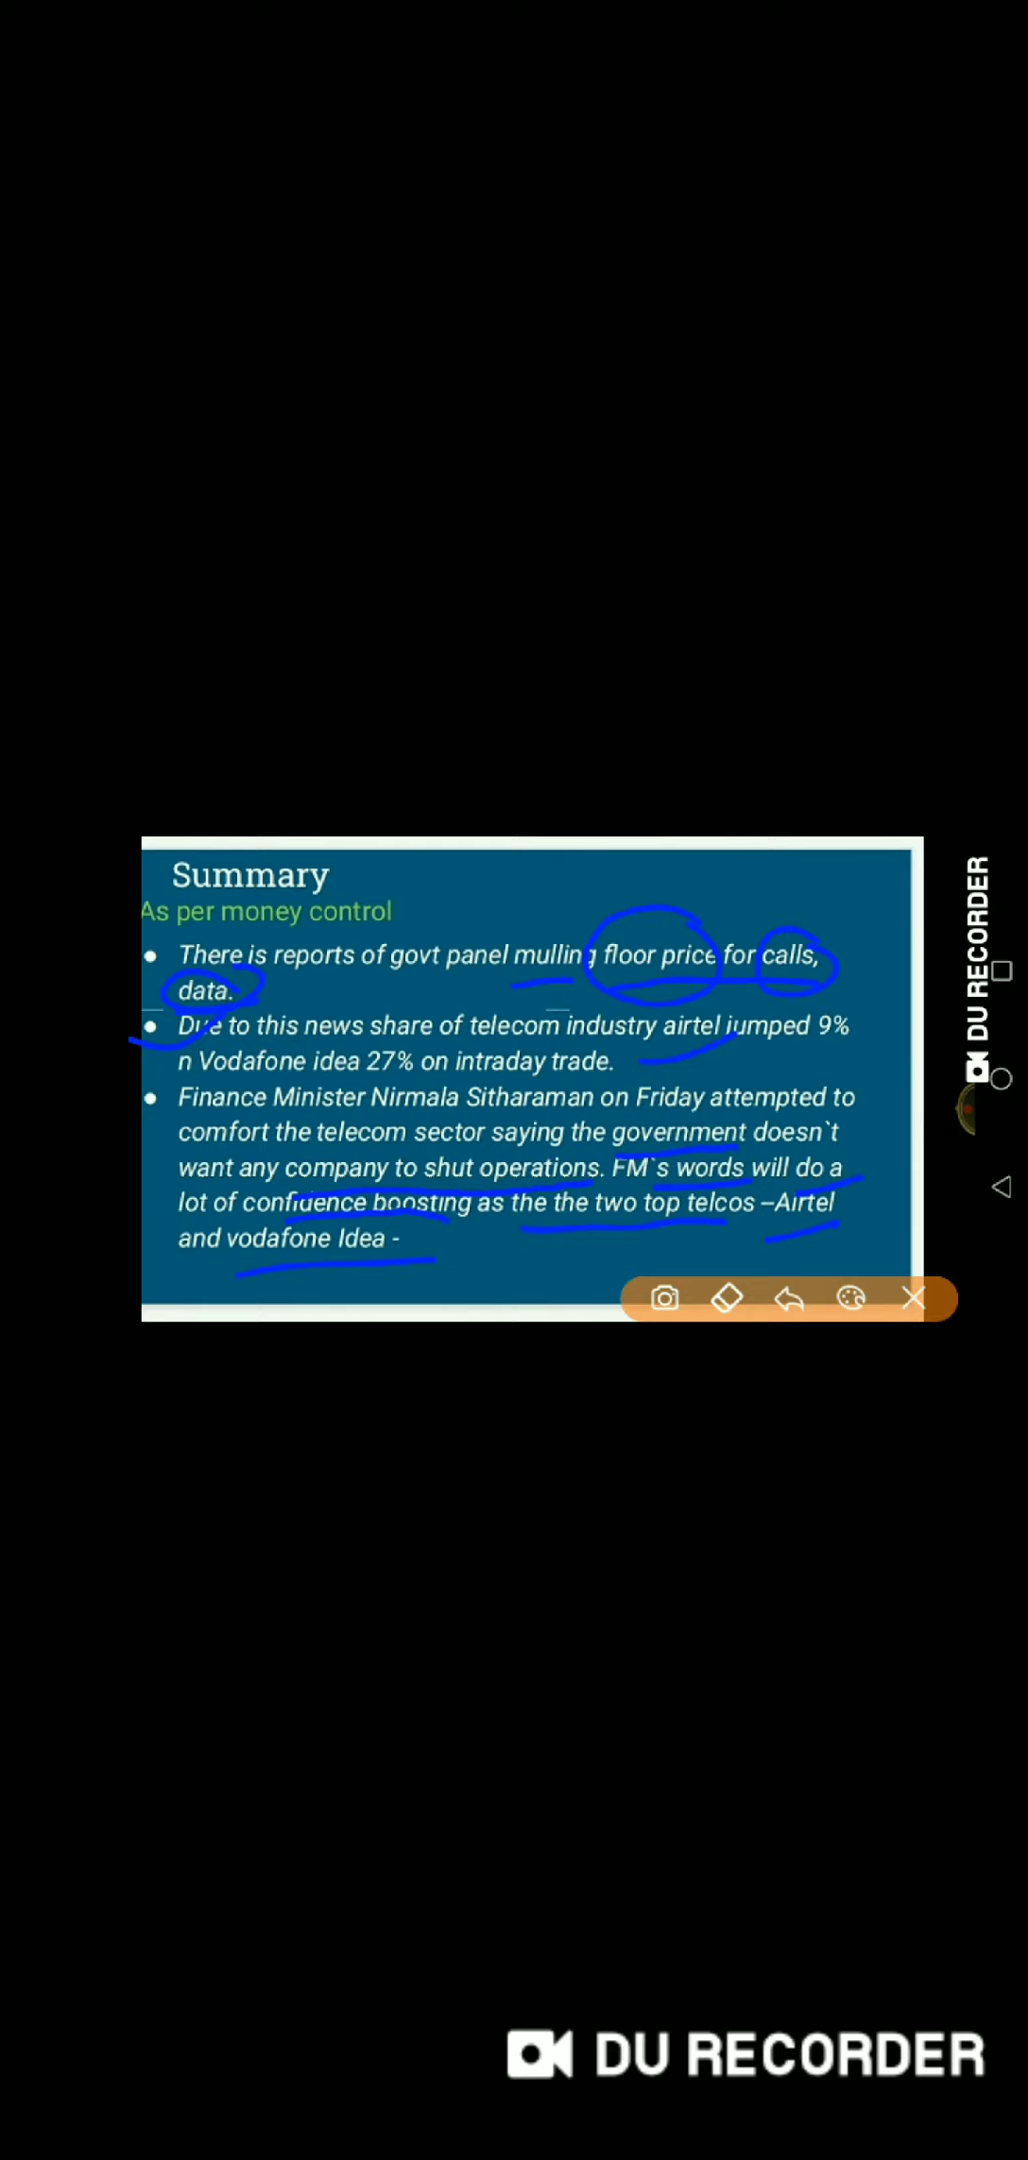 Summary
As per money control
● There is reports of govt panel mulling floor price for calls,
data.
● Due to this news share of telecom industry airtel jumped 9%
n Vodafone idea 27% on intraday trade.
● Finance Minister Nirmala Sitharaman on Friday attempted to
comfort the telecom sector saying the government doesn`t
want any company to shut operations. FM`s words will do a
lot of confidence boosting as the the two top telcos –Airtel
and vodafone Idea -
DU RECORDER
DU RECORDER